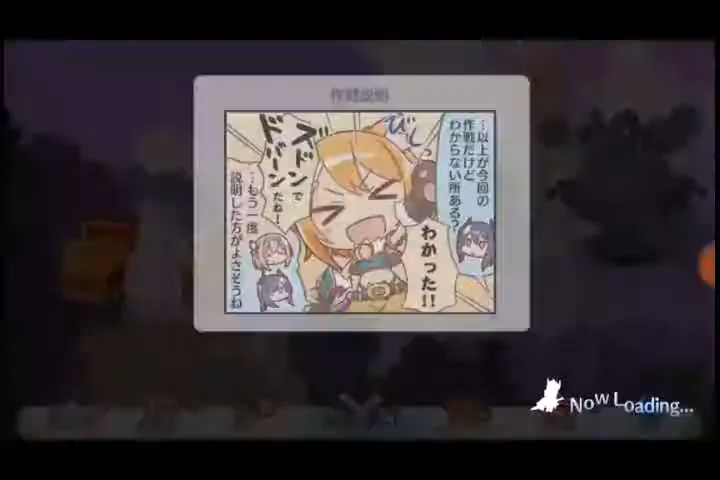 作戦説明
…以上が今回の
作戦だけど
わからない所ある?
びしっ
わかった!!
ズドンで
ドバーンだね!
…もう一度
説明した方がよさそうね
Now Loading...